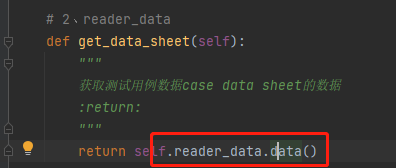 # 2、reader_data
def get_data_sheet(self):
"""
获取测试用例数据case data sheet的数据
:return:
"""
return self.reader_data.data()